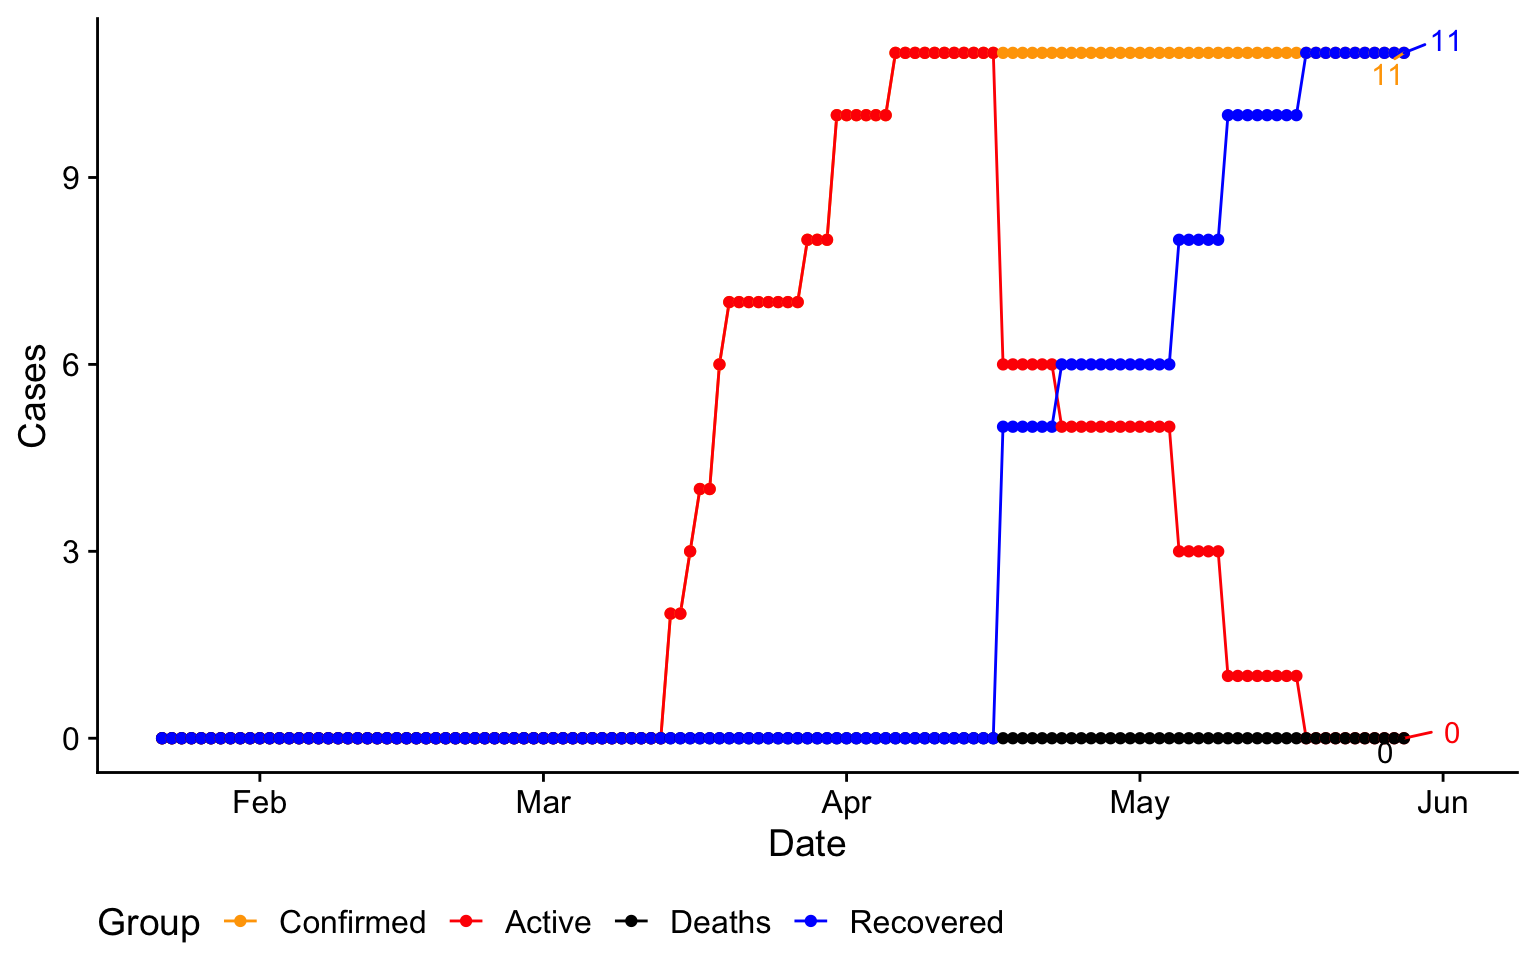 11
11
9
6
3
0
0
0
Cases
Feb Mar Apr May Jun
Date
Group Confirmed Active Deaths Recovered